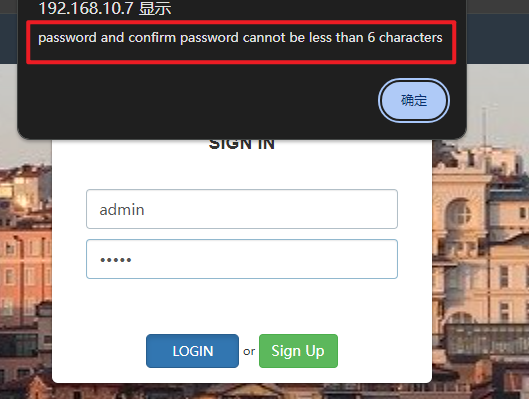 192.168.10.7 显示
password and confirm password cannot be less than 6 characters
确定
SIGN IN
admin
•••••
LOGIN or Sign Up